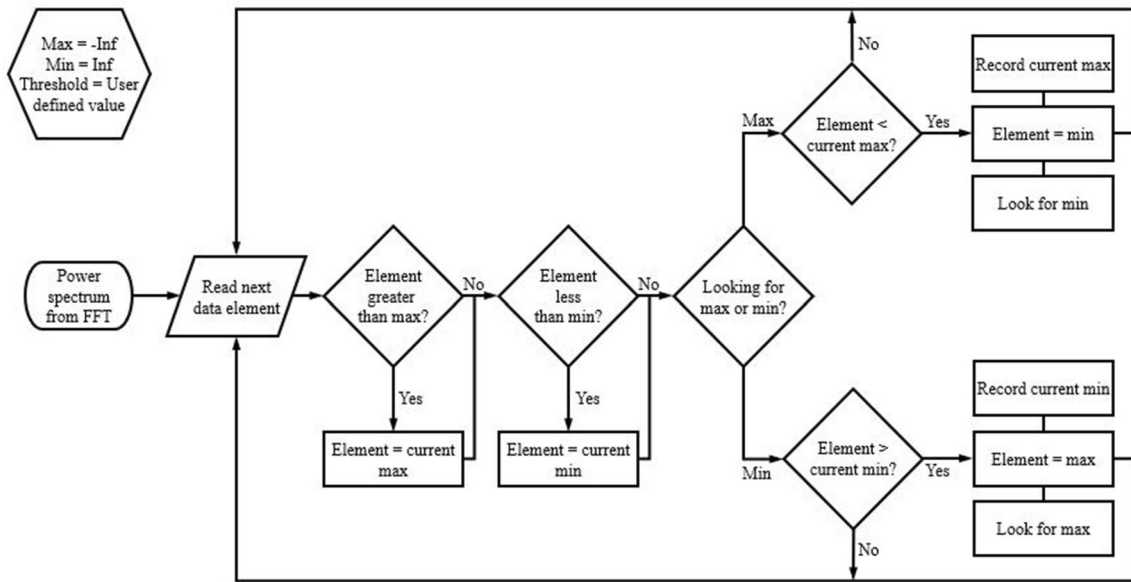 Max = -Inf
Min = Inf
Threshold = User
defined value
Power
spectrum
from FFT
Read next
data element
Element
greater
than max?
No
Yes
Element = current
max
Element
less
than min?
No
Yes
Element = current
min
Looking for
max or min?
Max
Element <
current max?
No
Yes
Record current max
Element = min
Look for min
Min
Element >
current min?
Yes
No
Record current min
Element = max
Look for max